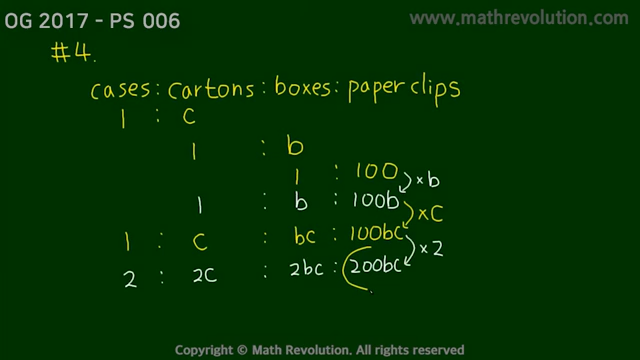 OG 2017 - PS 006
www.mathrevolution.com
#4.
cases : cartons : boxes : paper clips
1 : C
1 : b
1 : 100
×b
1 : b : 100b
×C
1 : C : bc : 100bc
×2
2 : 2C : 2bc : 200bc
Copyright © Math Revolution. All rights reserved.